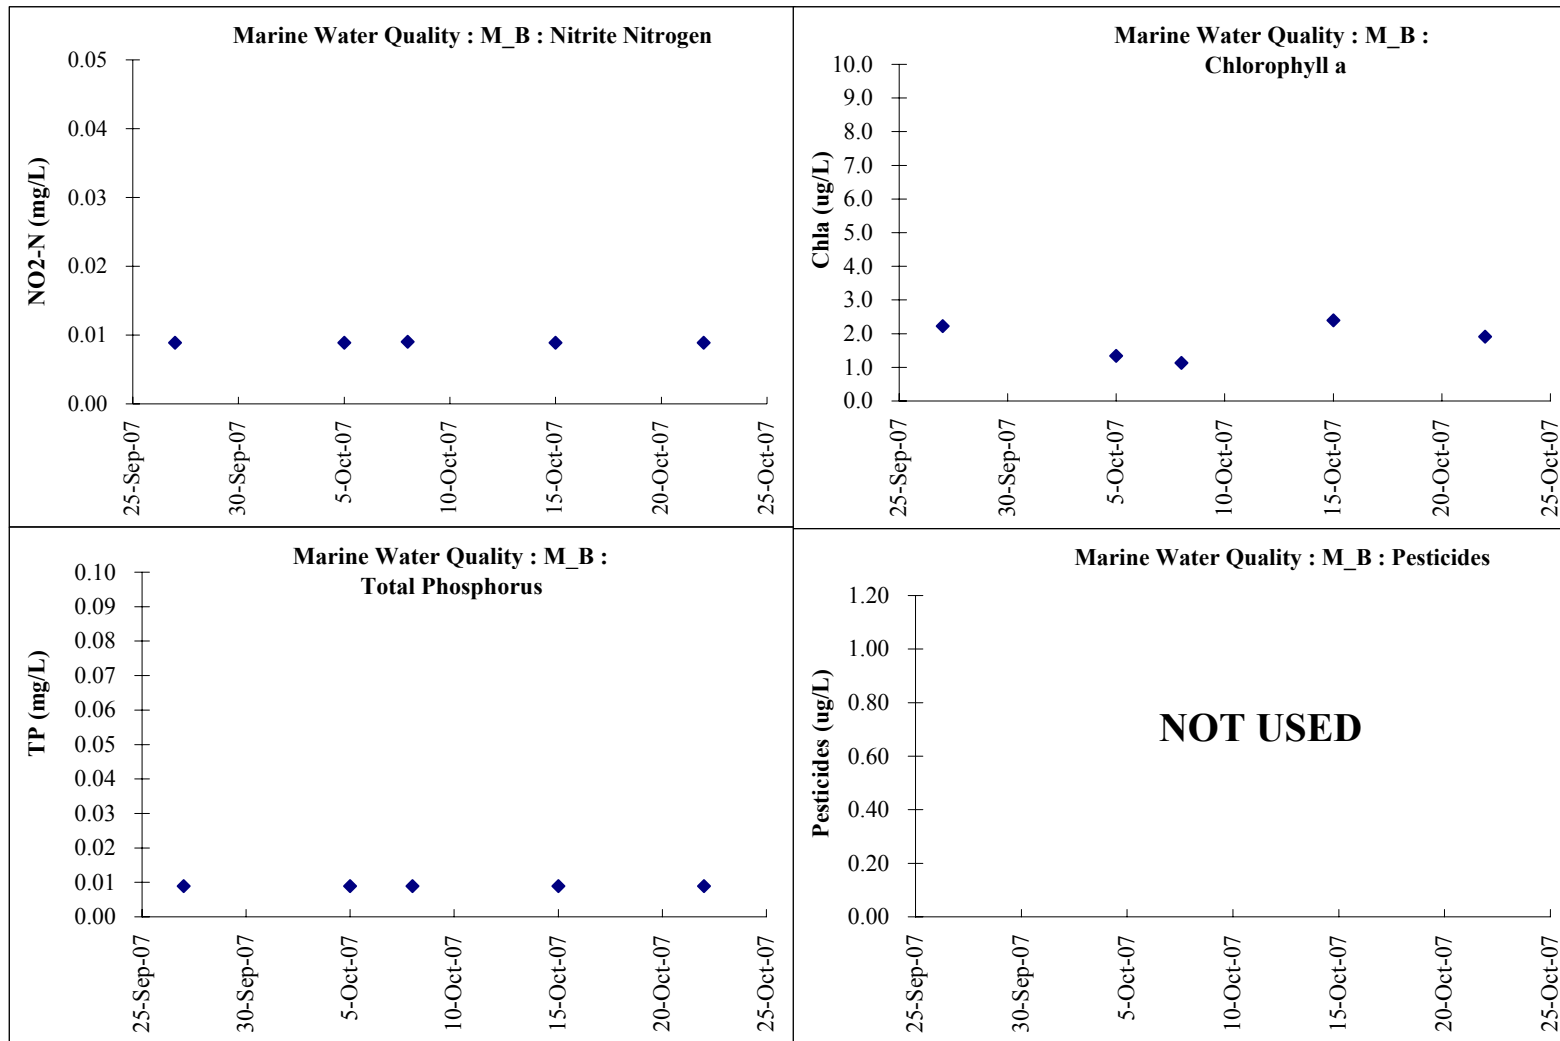 Marine Water Quality : M_B : Nitrite Nitrogen
0.05
0.04
0.03
0.02
0.01
0.00
NO2-N (mg/L)
25-Sep-07
30-Sep-07
5-Oct-07
10-Oct-07
15-Oct-07
20-Oct-07
25-Oct-07
Marine Water Quality : M_B :
Chlorophyll a
10.0
9.0
8.0
7.0
6.0
5.0
4.0
3.0
2.0
1.0
0.0
Chla (ug/L)
25-Sep-07
30-Sep-07
5-Oct-07
10-Oct-07
15-Oct-07
20-Oct-07
25-Oct-07
Marine Water Quality : M_B :
Total Phosphorus
0.10
0.09
0.08
0.07
0.06
0.05
0.04
0.03
0.02
0.01
0.00
TP (mg/L)
25-Sep-07
30-Sep-07
5-Oct-07
10-Oct-07
15-Oct-07
20-Oct-07
25-Oct-07
Marine Water Quality : M_B : Pesticides
1.20
1.00
0.80
0.60
0.40
0.20
0.00
Pesticides (ug/L)
NOT USED
25-Sep-07
30-Sep-07
5-Oct-07
10-Oct-07
15-Oct-07
20-Oct-07
25-Oct-07